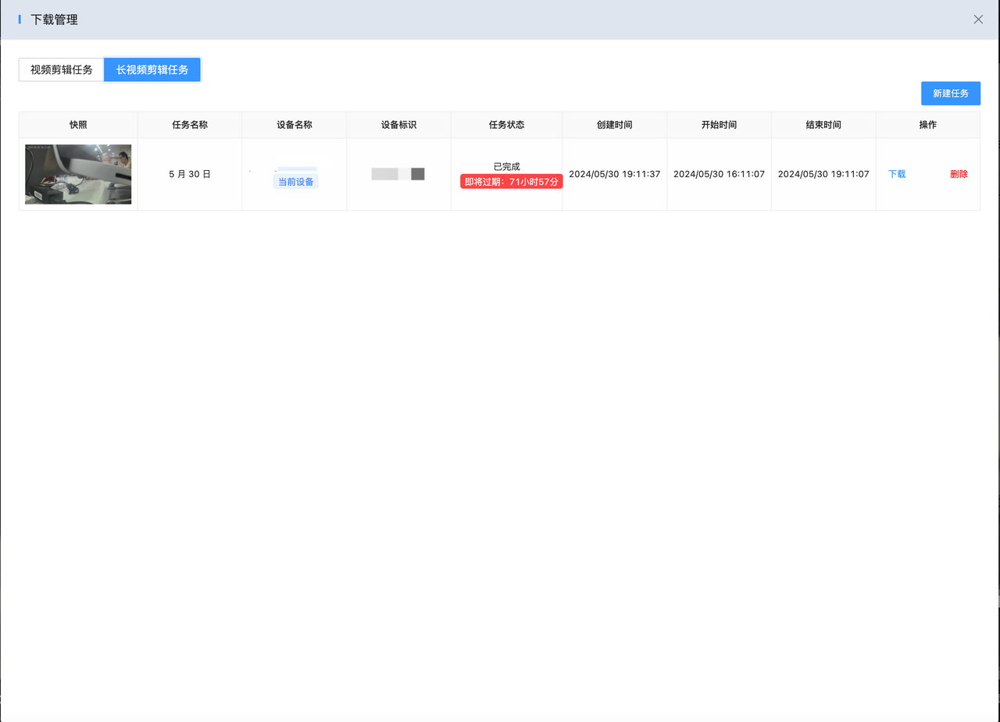 下载管理
视频剪辑任务 长视频剪辑任务
新建任务
快照 任务名称 设备名称 设备标识 任务状态 创建时间 开始时间 结束时间 操作
5 月 30 日
当前设备
已完成
即将过期：71小时57分
2024/05/30 19:11:37
2024/05/30 16:11:07
2024/05/30 19:11:07
下载
删除